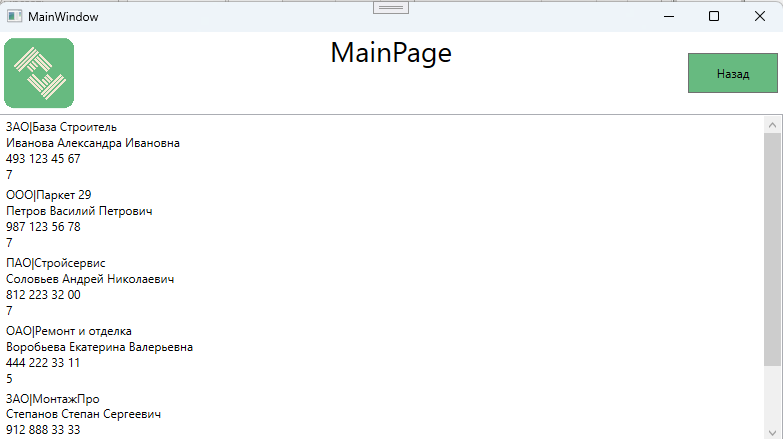 MainWindow
MainPage
Назад
ЗАО|База Строитель
Иванова Александра Ивановна
493 123 45 67
7
ООО|Паркет 29
Петров Василий Петрович
987 123 56 78
7
ПАО|Стройсервис
Соловьев Андрей Николаевич
812 223 32 00
7
ОАО|Ремонт и отделка
Воробьева Екатерина Валерьевна
444 222 33 11
5
ЗАО|МонтажПро
Степанов Степан Сергеевич
912 888 33 33